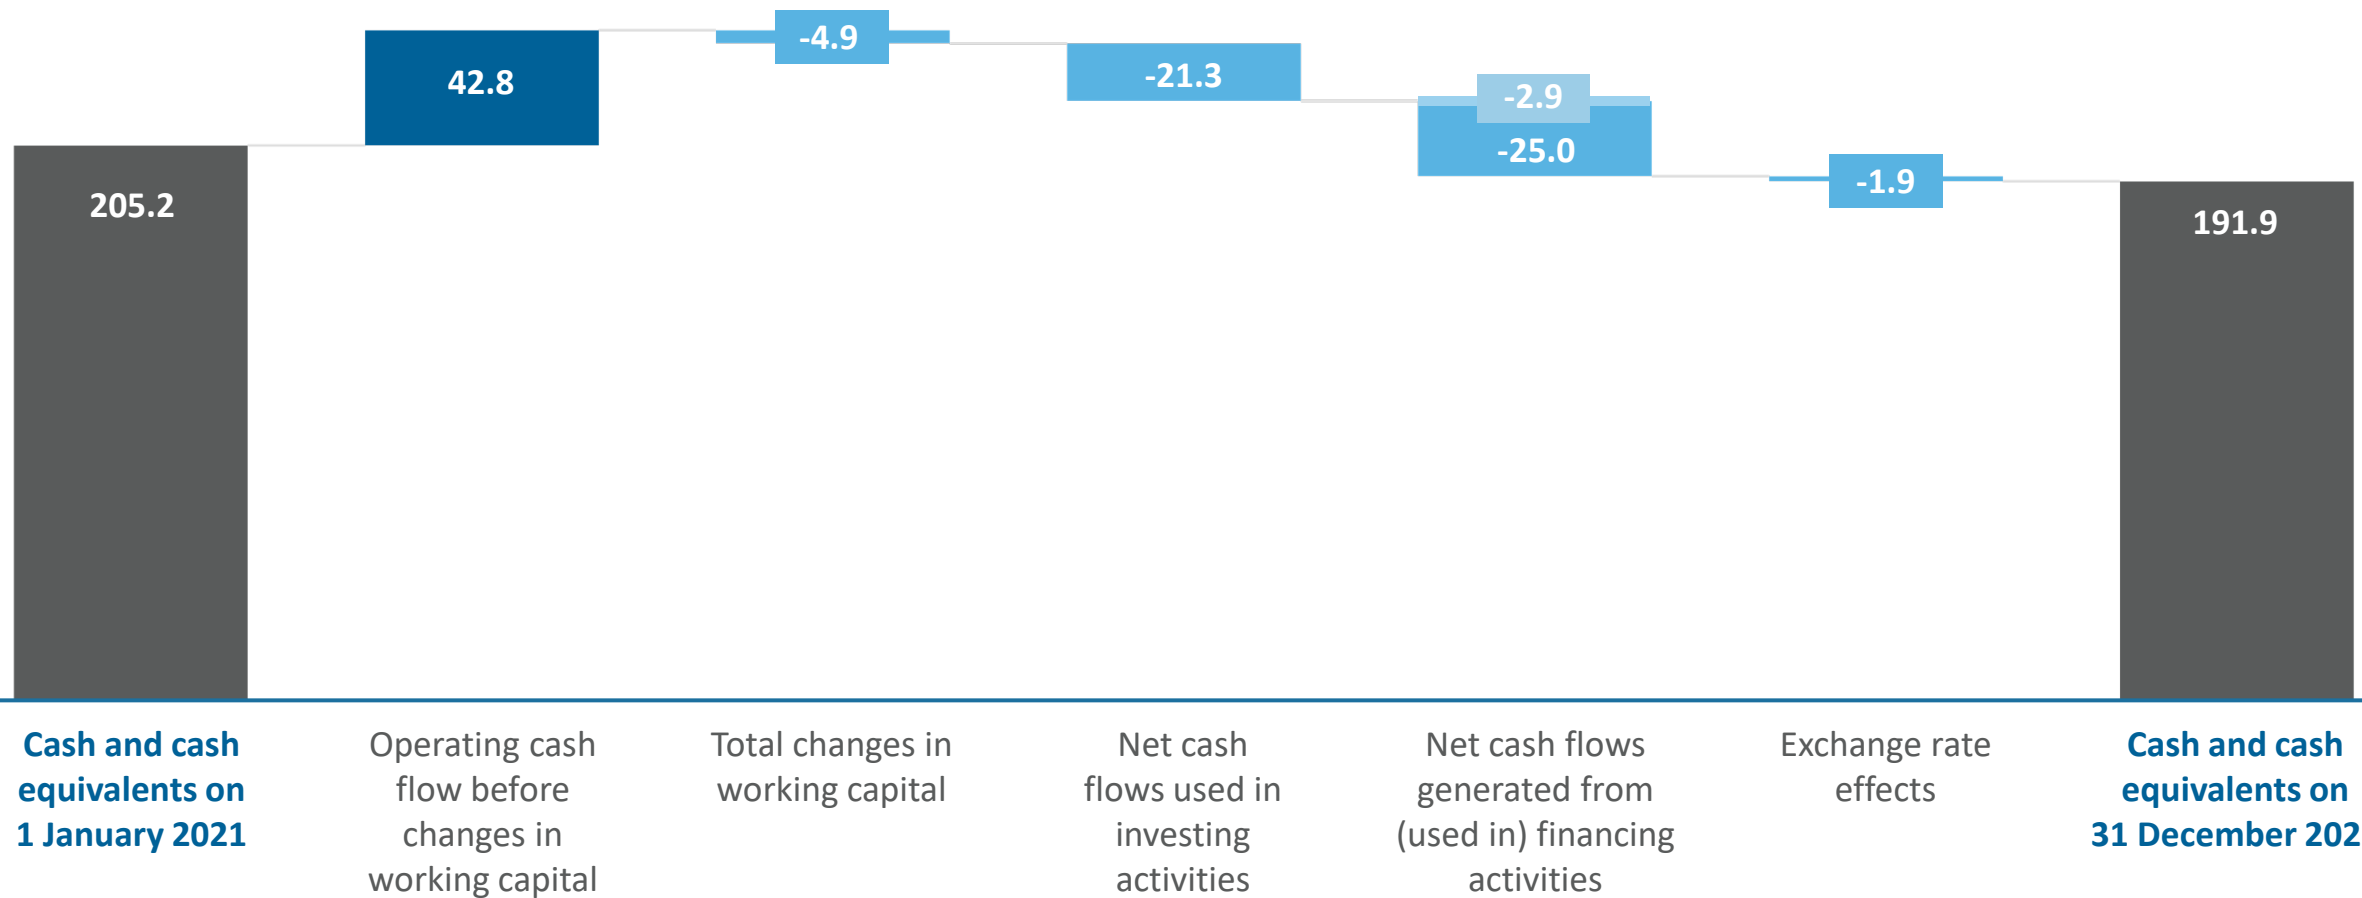 42.8
-4.9
-21.3
-2.9
-25.0
-1.9
205.2
191.9
Cash and cash
equivalents on
1 January 2021
Operating cash
flow before
changes in
working capital
Total changes in
working capital
Net cash
flows used in
investing
activities
Net cash flows
generated from
(used in) financing
activities
Exchange rate
effects
Cash and cash
equivalents on
31 December 202